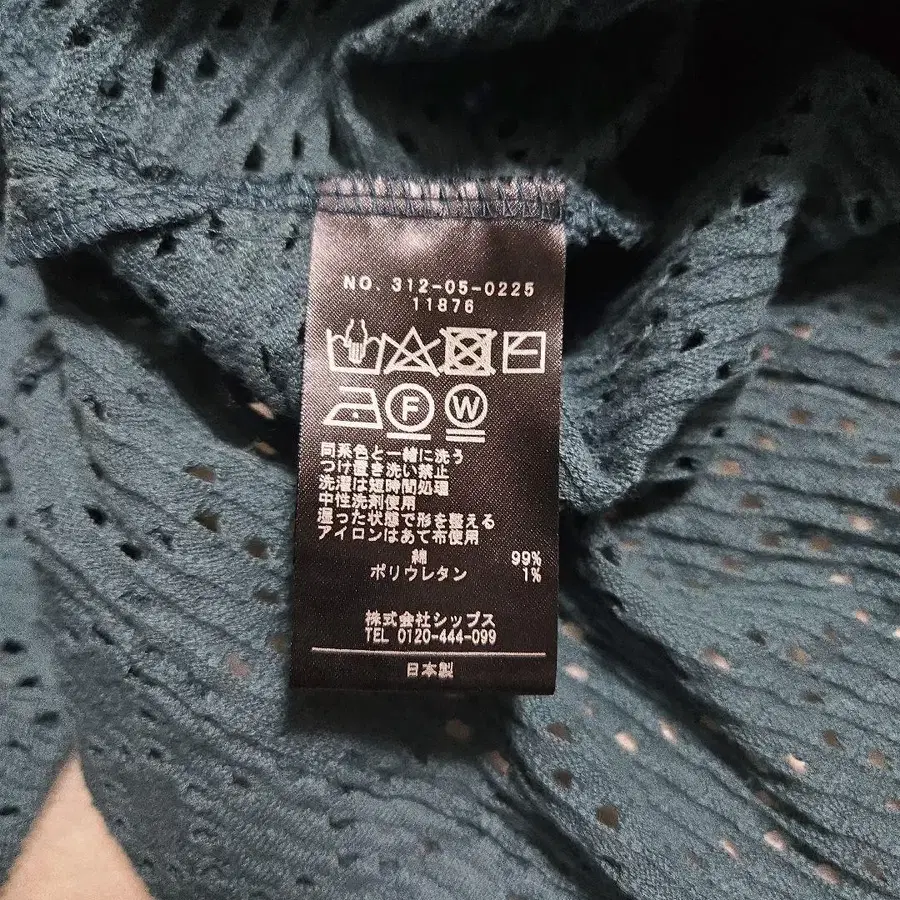 NO. 312-05-0225
11876
F W
同系色と一緒に洗う
つけ置き洗い禁止
洗濯は短時間処理
中性洗剤使用
湿った状態で形を整える
アイロンはあて布使用
綿 99%
ポリウレタン 1%
株式会社シップス
TEL 0120-444-099
日本製